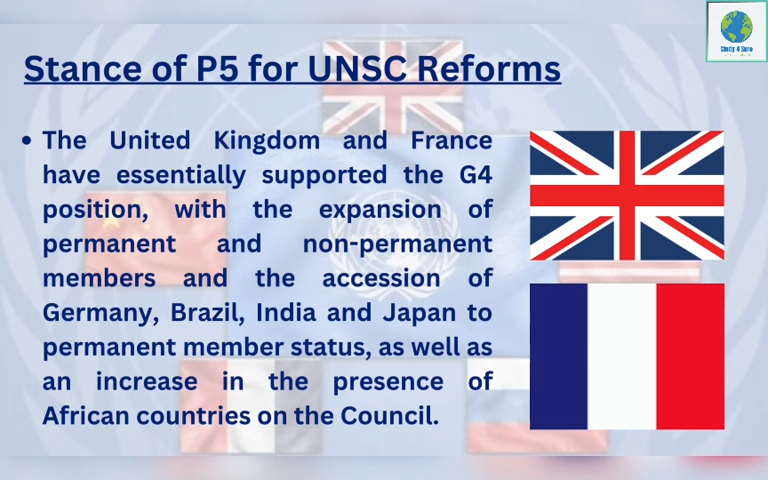 Study 4 Sure
Stance of P5 for UNSC Reforms
• The United Kingdom and France
have essentially supported the G4
position, with the expansion of
permanent and non-permanent
members and the accession of
Germany, Brazil, India and Japan to
permanent member status, as well as
an increase in the presence of
African countries on the Council.